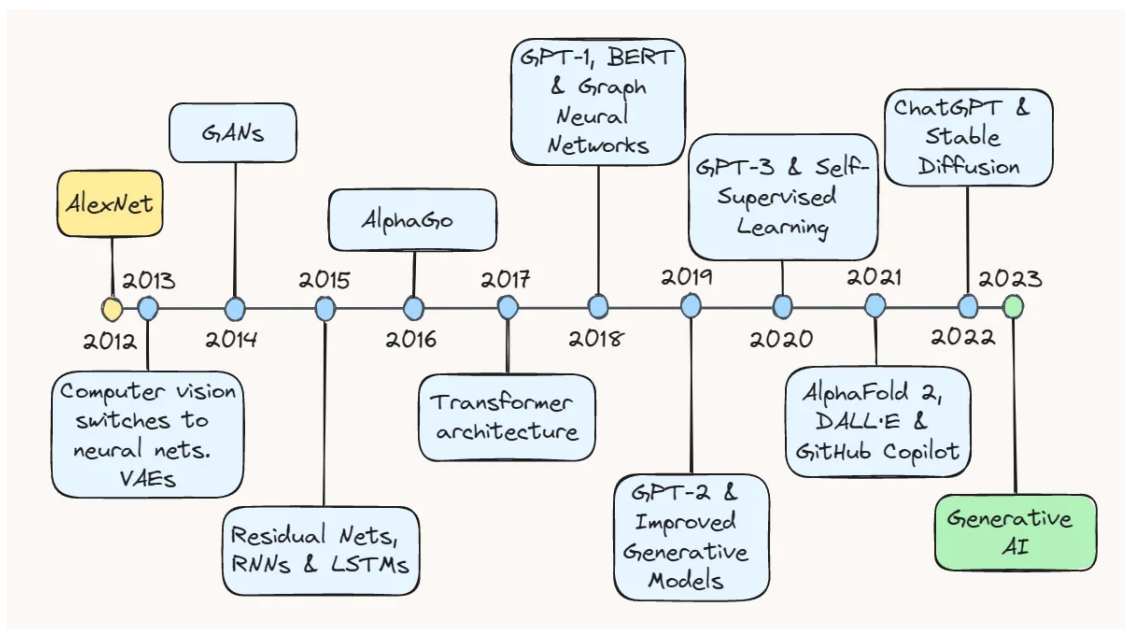 AlexNet
2012
2013
Computer vision
switches to
neural nets.
VAEs
GANs
2014
2015
Residual Nets,
RNNs & LSTMs
AlphaGo
2016
2017
Transformer
architecture
GPT-1, BERT
& Graph
Neural
Networks
2018
2019
GPT-2 &
Improved
Generative
Models
GPT-3 & Self-
Supervised
Learning
2020
2021
AlphaFold 2,
DALL·E &
GitHub Copilot
ChatGPT &
Stable
Diffusion
2022
2023
Generative
AI